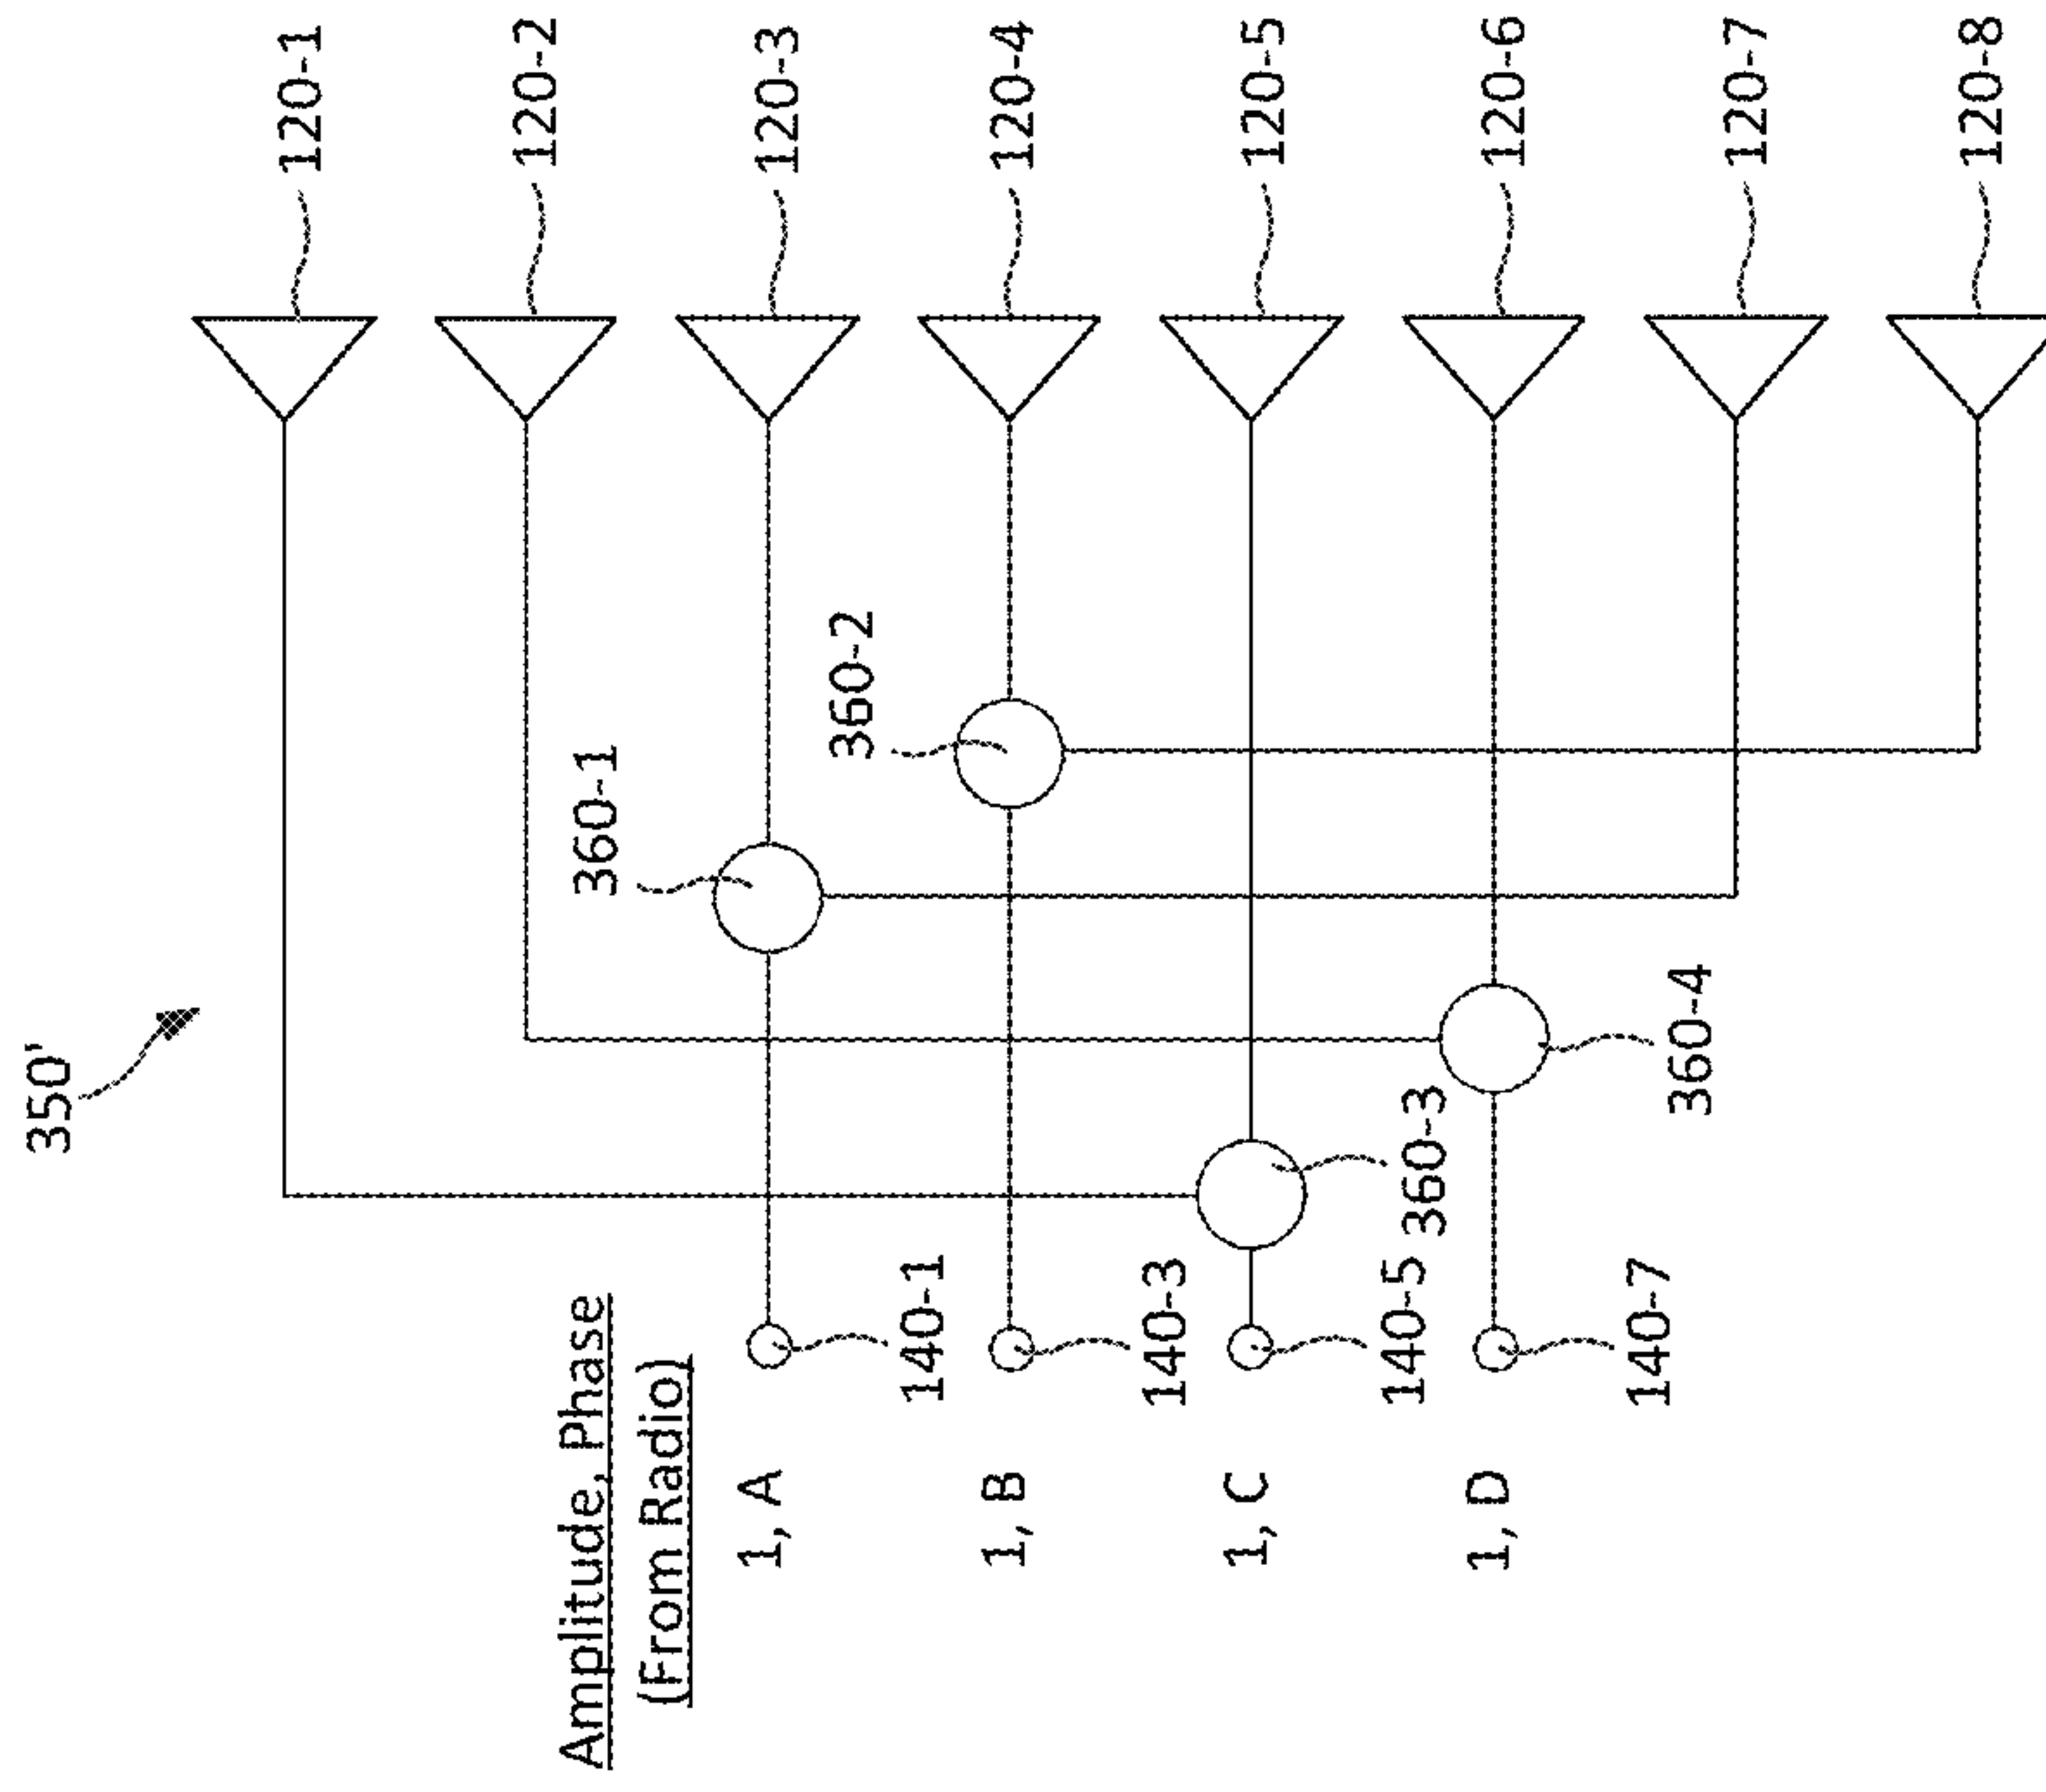 350'
120-1
120-2
120-3
120-4
120-5
120-6
120-7
120-8
360-1
360-2
360-3
360-4
Amplitude, Phase
(From Radio)
1, A
140-1
1, B
140-3
1, C
140-5
1, D
140-7